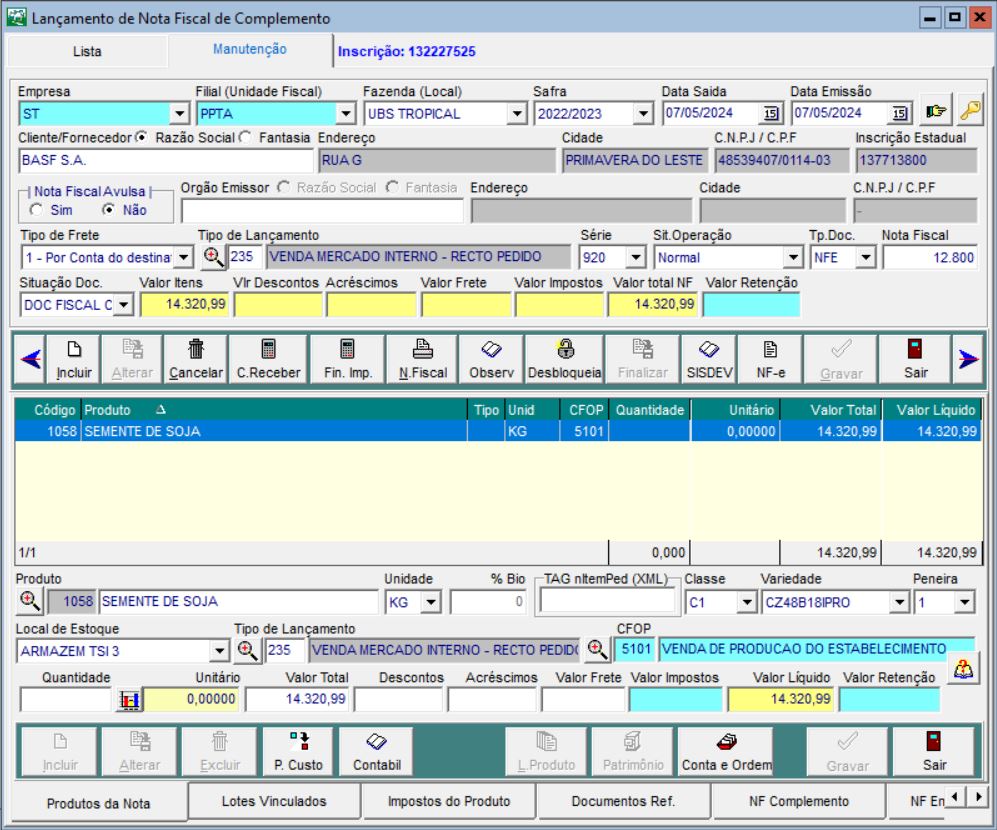 Lançamento de Nota Fiscal de Complemento
Lista Manutenção Inscrição: 132227525
Empresa Filial (Unidade Fiscal) Fazenda (Local) Safra Data Saida Data Emissão
ST PPTA UBS TROPICAL 2022/2023 07/05/2024 15 07/05/2024 15
Cliente/Fornecedor Razão Social Fantasia Endereço Cidade C.N.P.J / C.P.F Inscrição Estadual
BASF S.A. RUA G PRIMAVERA DO LESTE 48539407/0114-03 137713800
Nota Fiscal Avulsa Orgão Emissor Razão Social Fantasia Endereço Cidade C.N.P.J / C.P.F
Sim Não -
Tipo de Frete Tipo de Lançamento Série Sit.Operação Tp.Doc. Nota Fiscal
1 - Por Conta do destina 235 VENDA MERCADO INTERNO - RECTO PEDIDO 920 Normal NFE 12.800
Situação Doc. Valor Itens Vlr Descontos Acréscimos Valor Frete Valor Impostos Valor total NF Valor Retenção
DOC FISCAL C 14.320,99 14.320,99
Incluir Alterar Cancelar C.Receber Fin. Imp. N.Fiscal Observ Desbloqueia Finalizar SISDEV NF-e Gravar Sair
Código Produto Tipo Unid CFOP Quantidade Unitário Valor Total Valor Líquido
1058 SEMENTE DE SOJA KG 5101 0,00000 14.320,99 14.320,99
1/1 0,000 14.320,99 14.320,99
Produto Unidade % Bio TAG nItemPed (XML) Classe Variedade Peneira
1058 SEMENTE DE SOJA KG 0 C1 CZ48B18IPRO 1
Local de Estoque Tipo de Lançamento CFOP
ARMAZEM TSI 3 235 VENDA MERCADO INTERNO - RECTO PEDID 5101 VENDA DE PRODUCAO DO ESTABELECIMENTO
Quantidade Unitário Valor Total Descontos Acréscimos Valor Frete Valor Impostos Valor Líquido Valor Retenção
0,00000 14.320,99 14.320,99
Incluir Alterar Excluir P. Custo Contabil L.Produto Patrimônio Conta e Ordem Gravar Sair
Produtos da Nota Lotes Vinculados Impostos do Produto Documentos Ref. NF Complemento NF En